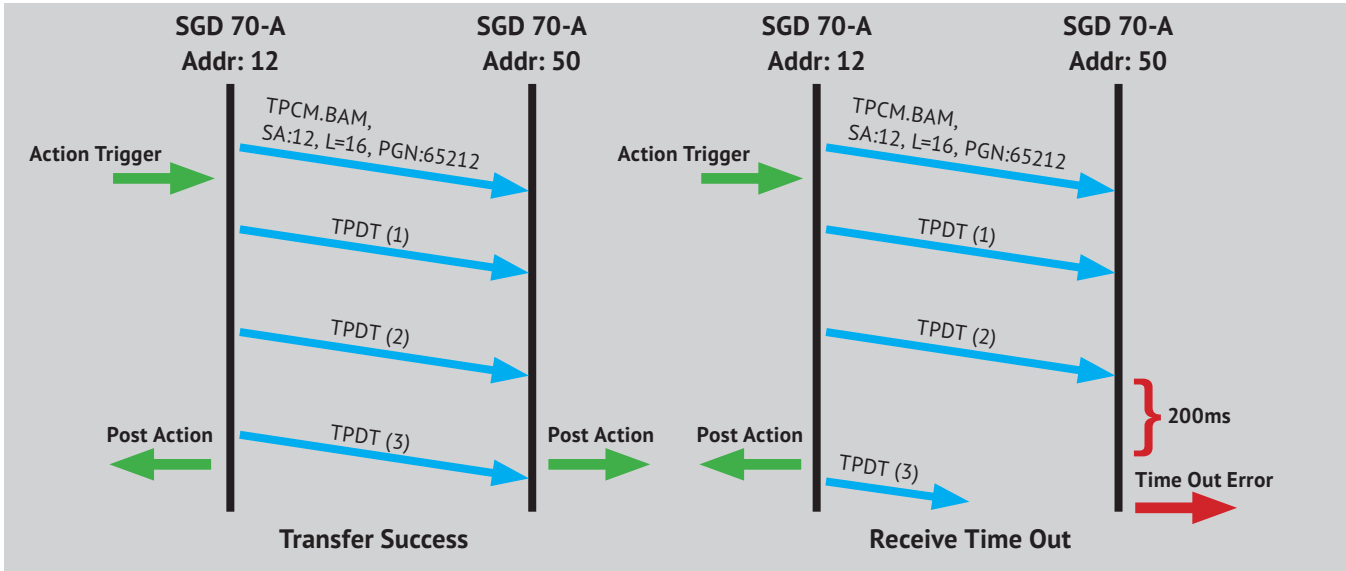 SGD 70-A
Addr: 12
SGD 70-A
Addr: 50
TPCM.BAM,
SA:12, L=16, PGN:65212
Action Trigger
TPDT (1)
TPDT (2)
TPDT (3)
Post Action
Post Action
Transfer Success
SGD 70-A
Addr: 12
SGD 70-A
Addr: 50
TPCM.BAM,
SA:12, L=16, PGN:65212
Action Trigger
TPDT (1)
TPDT (2)
200ms
Post Action
TPDT (3)
Time Out Error
Receive Time Out